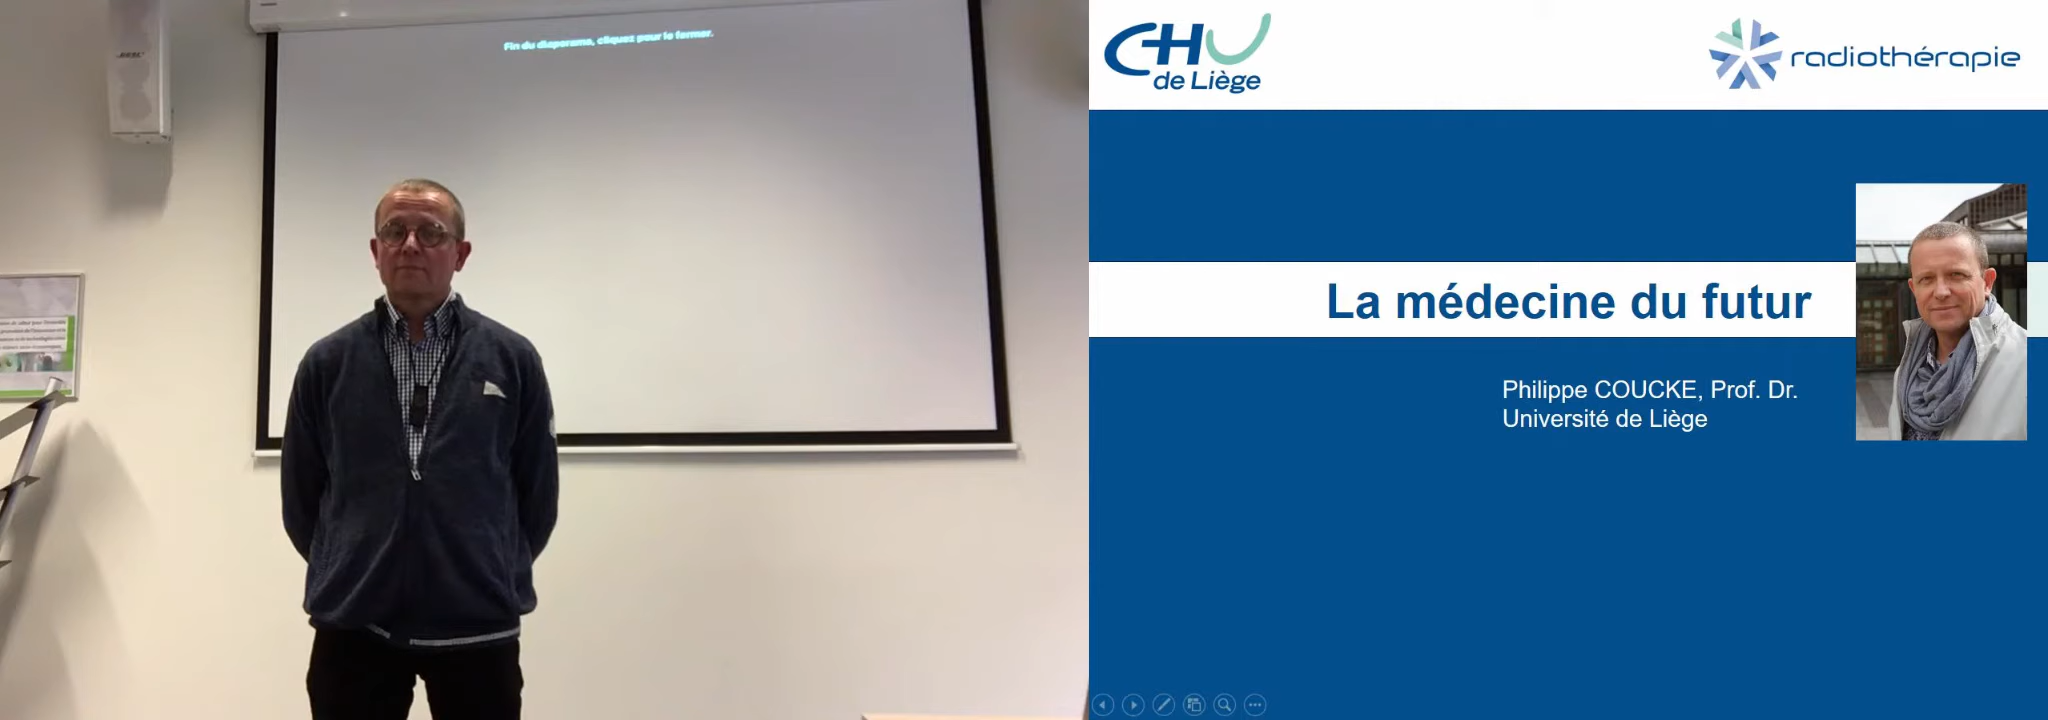 BOSE
Fin du diaporama, cliquez pour le fermer.
CHU
de Liège
radiothérapie
La médecine du futur
Philippe COUCKE, Prof. Dr.
Université de Liège